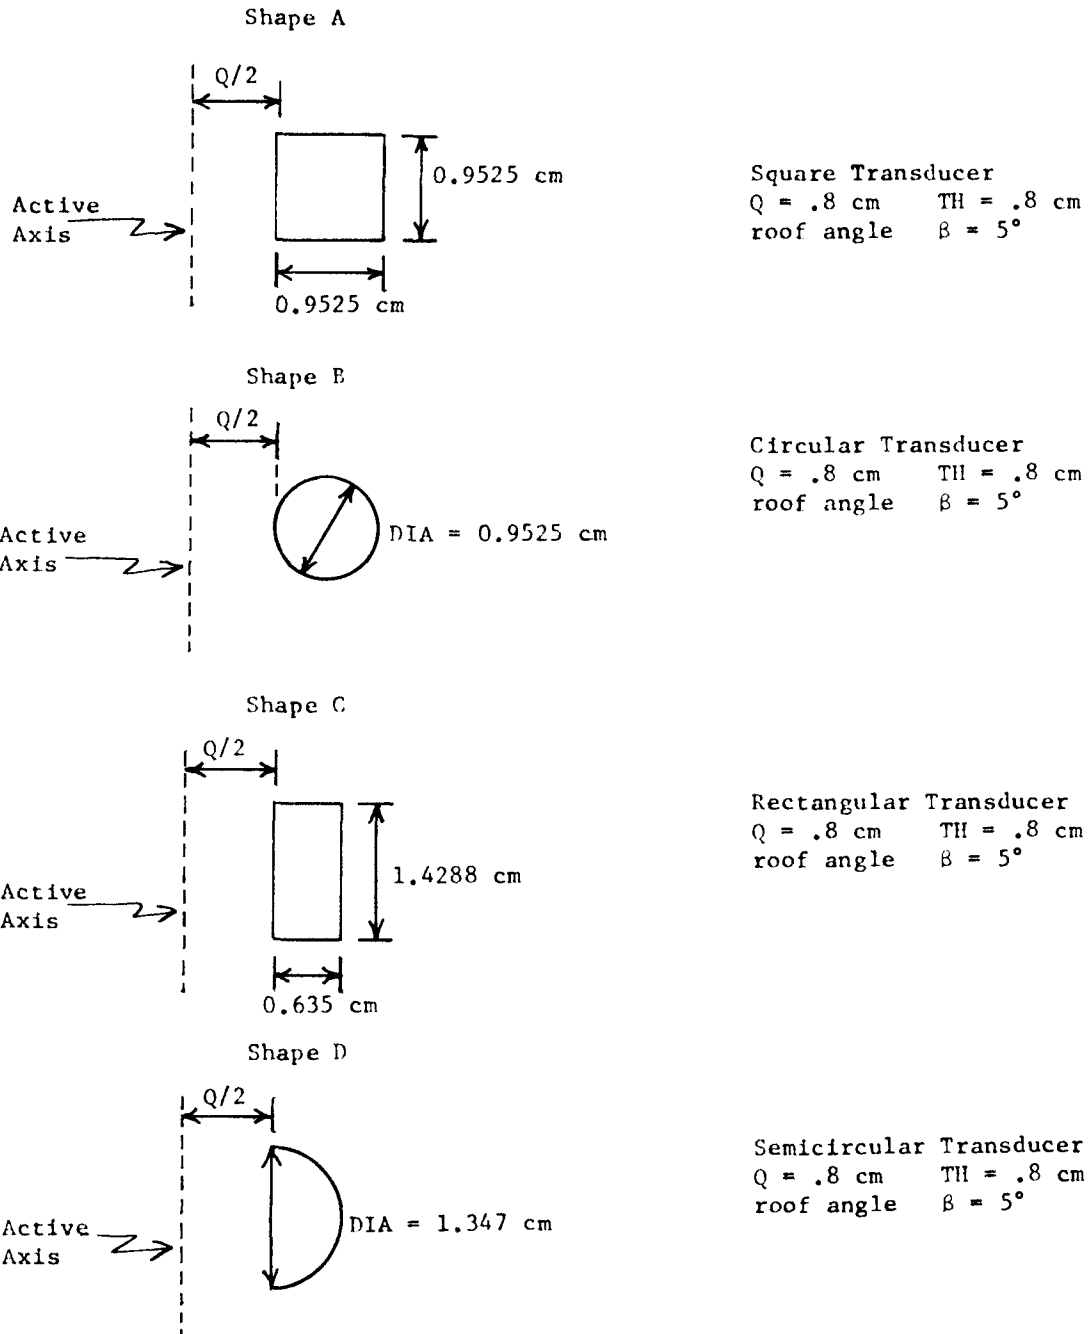 Shape A
Q/2
0.9525 cm
Active
Axis
0.9525 cm
Square Transducer
Q = .8 cm TH = .8 cm
roof angle β = 5°
Shape B
Q/2
Active
Axis
DIA = 0.9525 cm
Circular Transducer
Q = .8 cm TH = .8 cm
roof angle β = 5°
Shape C
Q/2
1.4288 cm
Active
Axis
0.635 cm
Rectangular Transducer
Q = .8 cm TH = .8 cm
roof angle β = 5°
Shape D
Q/2
DIA = 1.347 cm
Active
Axis
Semicircular Transducer
Q = .8 cm TH = .8 cm
roof angle β = 5°